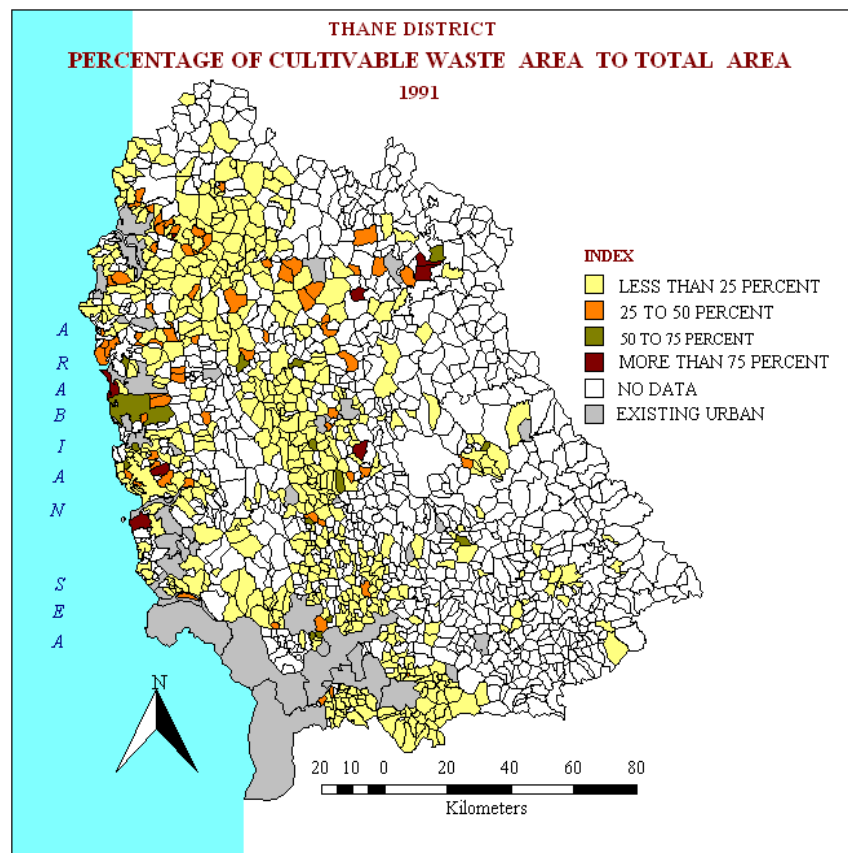 THANE DISTRICT
PERCENTAGE OF CULTIVABLE WASTE AREA TO TOTAL AREA
1991
INDEX
LESS THAN 25 PERCENT
25 TO 50 PERCENT
50 TO 75 PERCENT
MORE THAN 75 PERCENT
NO DATA
EXISTING URBAN
A
R
A
B
I
A
N
S
E
A
N
20 10 0 20 40 60 80
Kilometers